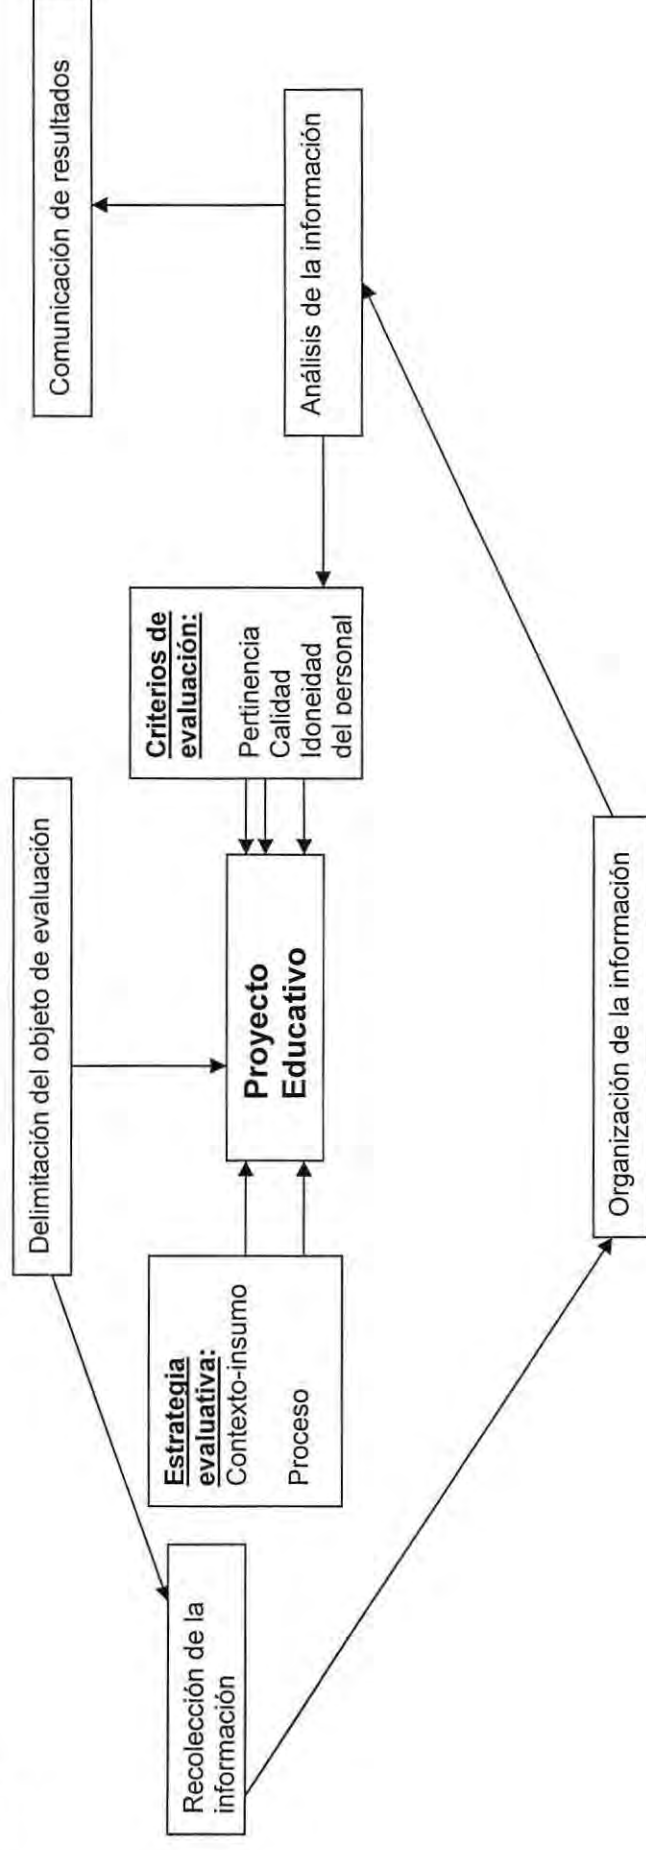 Delimitación del objeto de evaluación
Comunicación de resultados
Estrategia
evaluativa:
Contexto-insumo
Proceso
Proyecto
Educativo
Criterios de
evaluación:
Pertinencia
Calidad
Idoneidad
del personal
Recolección de la
información
Análisis de la información
Organización de la información